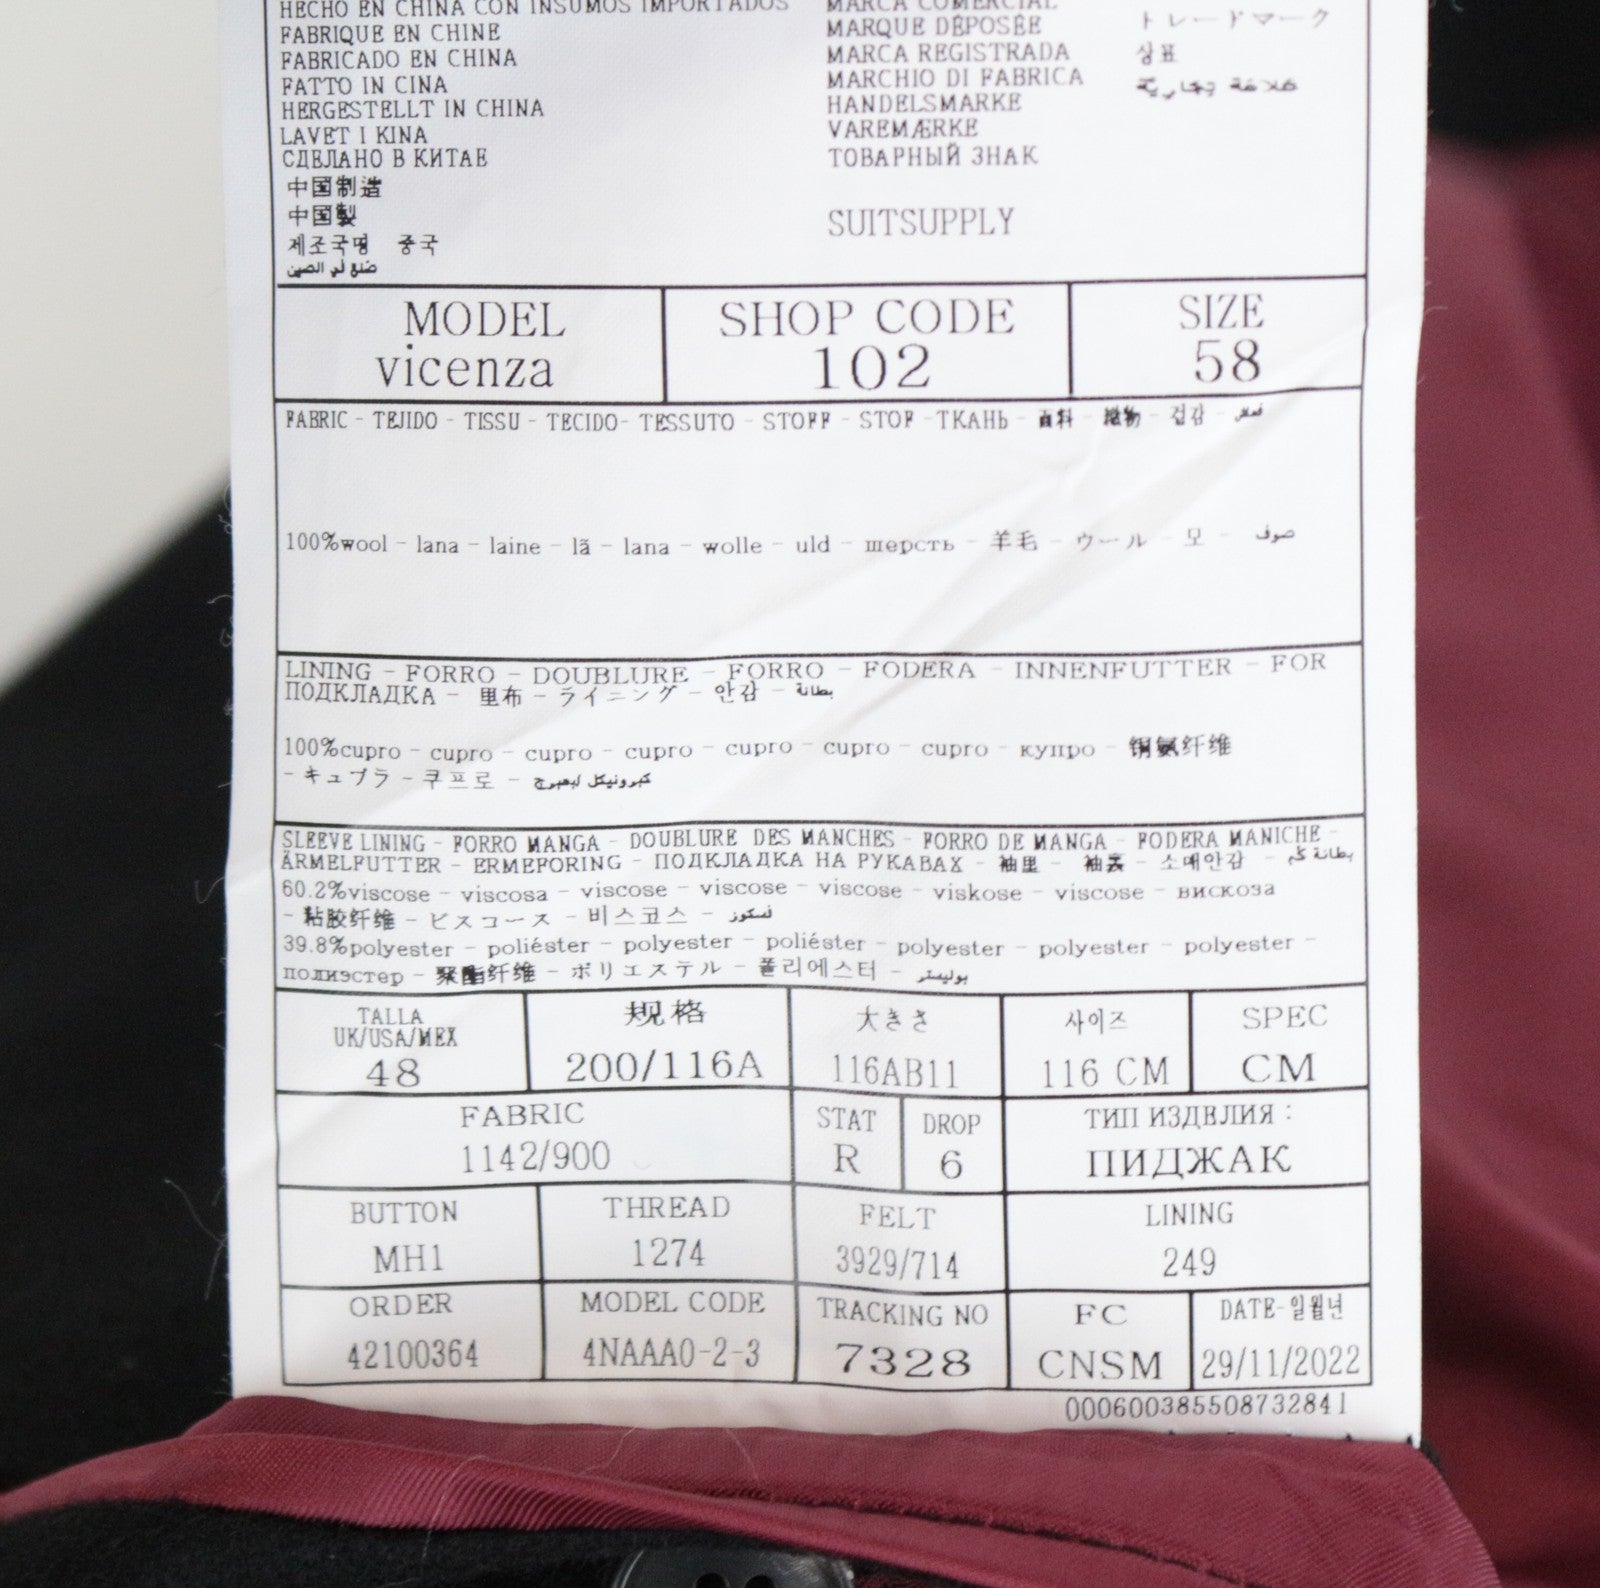 HECHO EN CHINA CON INSUMOS IMPORTADOS
FABRIQUE EN CHINE
FABRICADO EN CHINA
FATTO IN CINA
HERGESTELLT IN CHINA
LAVET I KINA
СДЕЛАНО В КИТАЕ
中国制造
中国製
제조국명 중국
صنع في الصين
MARCA COMERCIAL
MARQUE DÉPOSÉE
MARCA REGISTRADA
MARCHIO DI FABRICA
HANDELSMARKE
VAREMÆRKE
ТОВАРНЫЙ ЗНАК
トレードマーク
상표
علامة تجارية
SUITSUPPLY
MODEL
vicenza
SHOP CODE
102
SIZE
58
FABRIC - TEJIDO - TISSU - TECIDO- TESSUTO - STOFF - STOF -ТКАНЬ - 面料 - 織物 - 겉감 - قماش
100%wool - lana - laine - lã - lana - wolle - uld - шерсть - 羊毛 - ウール - 모 - صوف
LINING - FORRO - DOUBLURE - FORRO - FODERA - INNENFUTTER - FOR
ПОДКЛАДКА - 里布 - ライニング - 안감 - بطانة
100%cupro - cupro - cupro - cupro - cupro - cupro - cupro - купро - 铜氨纤维
- キュプラ - 쿠프로 -
SLEEVE LINING - FORRO MANGA - DOUBLURE DES MANCHES - FORRO DE MANGA - FODERA MANICHE -
ÄRMELFUTTER - ERMEFORING - ПОДКЛАДКА НА РУКАВАХ - 袖里 - 袖裏 - 소매안감 - بطانة كم
60.2%viscose - viscosa - viscose - viscose - viscose - viskose - viscose - вискоза
- 粘胶纤维 - ビスコース - 비스코스 - فسكوز
39.8%polyester - poliéster - polyester - poliéster - polyester - polyester - polyester -
полиэстер - 聚酯纤维 - ポリエステル - 폴리에스터 - بوليستر
TALLA
UK/USA/MEX
48
规格
200/116A
大きさ
116AB11
사이즈
116 CM
SPEC
CM
FABRIC
1142/900
STAT
R
DROP
6
ТИП ИЗДЕЛИЯ :
ПИДЖАК
BUTTON
MH1
THREAD
1274
FELT
3929/714
LINING
249
ORDER
42100364
MODEL CODE
4NAAA0-2-3
TRACKING NO
7328
FC
CNSM
DATE-일월년
29/11/2022
000600385508732841